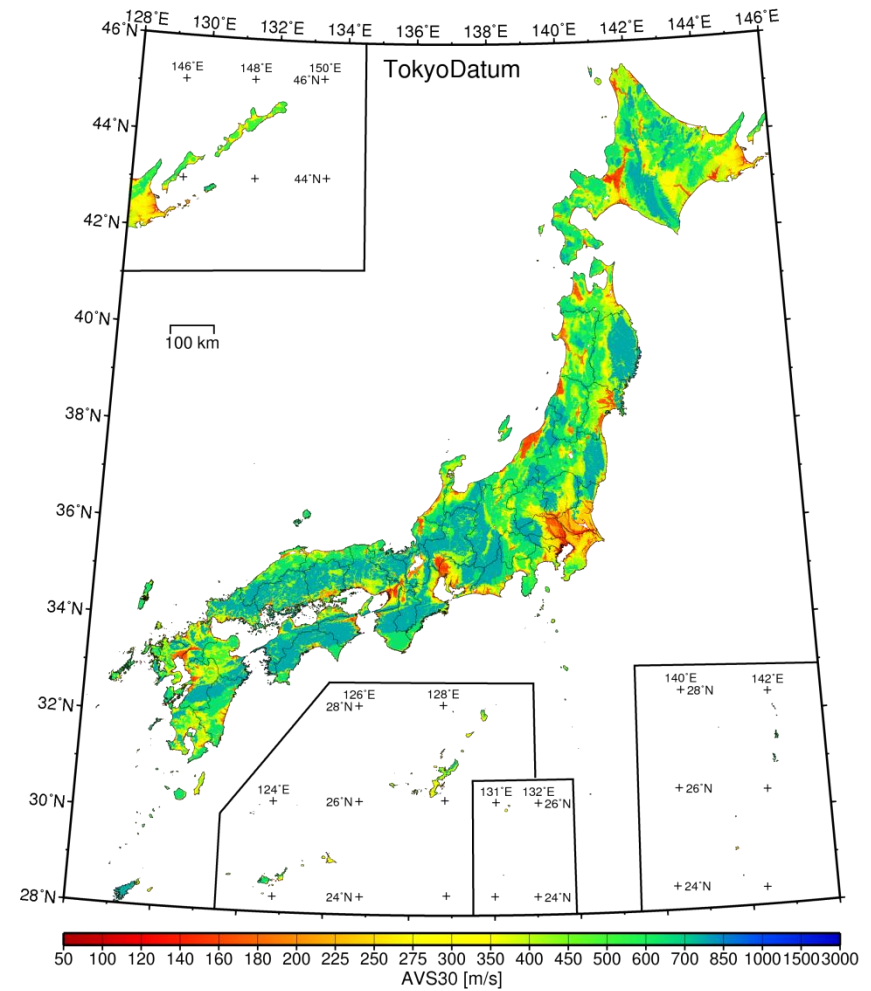 128°E 130°E 132°E 134°E 136°E 138°E 140°E 142°E 144°E 146°E
46°N
TokyoDatum
146°E 148°E 150°E
46°N
44°N
44°N
42°N
40°N
100 km
38°N
36°N
34°N
32°N
30°N
28°N
126°E 128°E
28°N
124°E
26°N
24°N
131°E 132°E
26°N
24°N
140°E 142°E
28°N
26°N
24°N
50 100 120 140 160 180 200 225 250 275 300 350 400 450 500 600 700 850 1000 1500 3000
AVS30 [m/s]